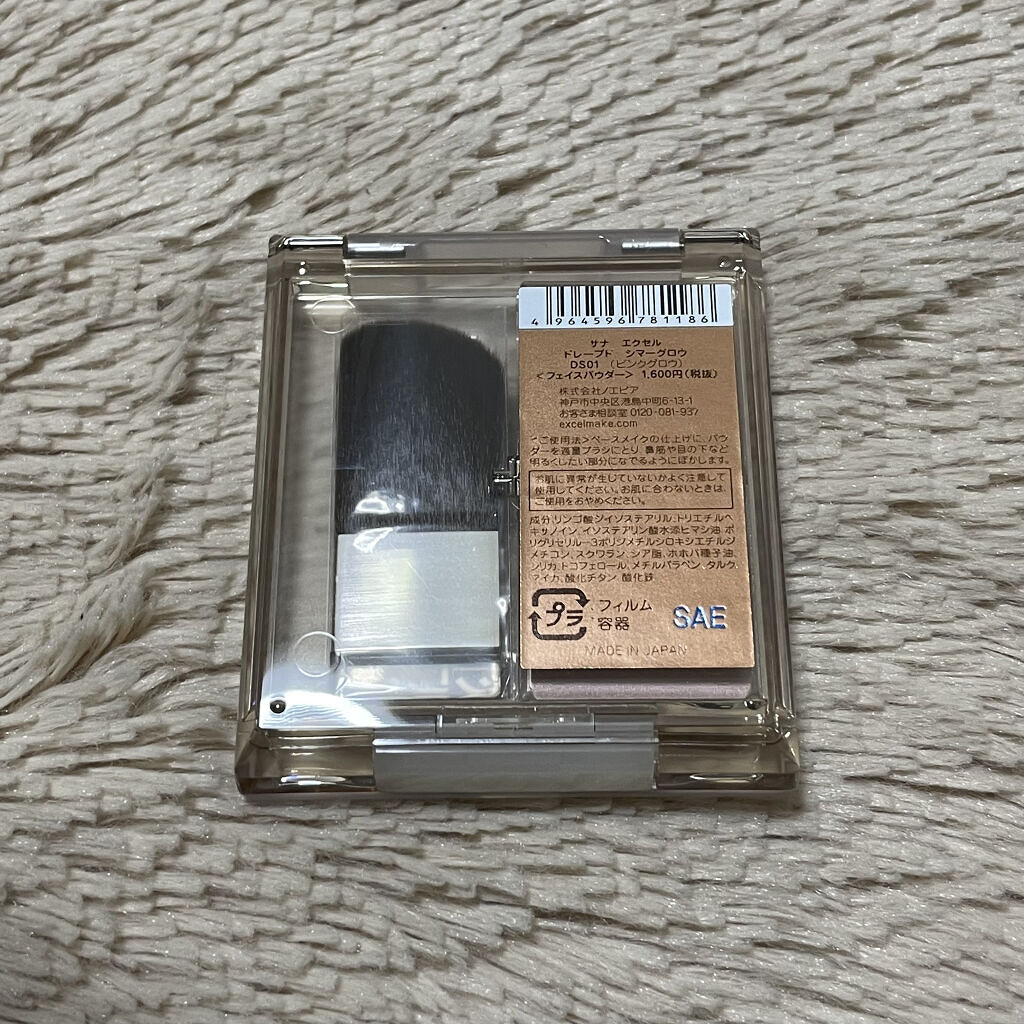 4 964596 781186
サナ エクセル
ドレープド シマーグロウ
DS01 (ピンクグロウ)
<フェイスパウダー> 1,600円(税抜)
株式会社ノエビア
神戸市中央区港島中町6-13-1
お客さま相談室 0120-081-937
excelmake.com
<ご使用法>ベースメイクの仕上げに、パウ
ダーを適量ブラシにとり、鼻筋や目の下など
明るくしたい部分になでるようにぼかします。
お肌に異常が生じていないかよく注意して
使用してください。お肌に合わないときは、
ご使用をおやめください。
成分:リンゴ酸ジイソステアリル、トリエチルヘ
キサノイン、イソステアリン酸水添ヒマシ油、ポ
リグリセリル-3ポリジメチルシロキシエチルジ
メチコン、スクワラン、シア脂、ホホバ種子油、
シリカ、トコフェロール、メチルパラベン、タルク、
マイカ、酸化チタン、酸化鉄
プラ フィルム
容器
SAE
MADE IN JAPAN